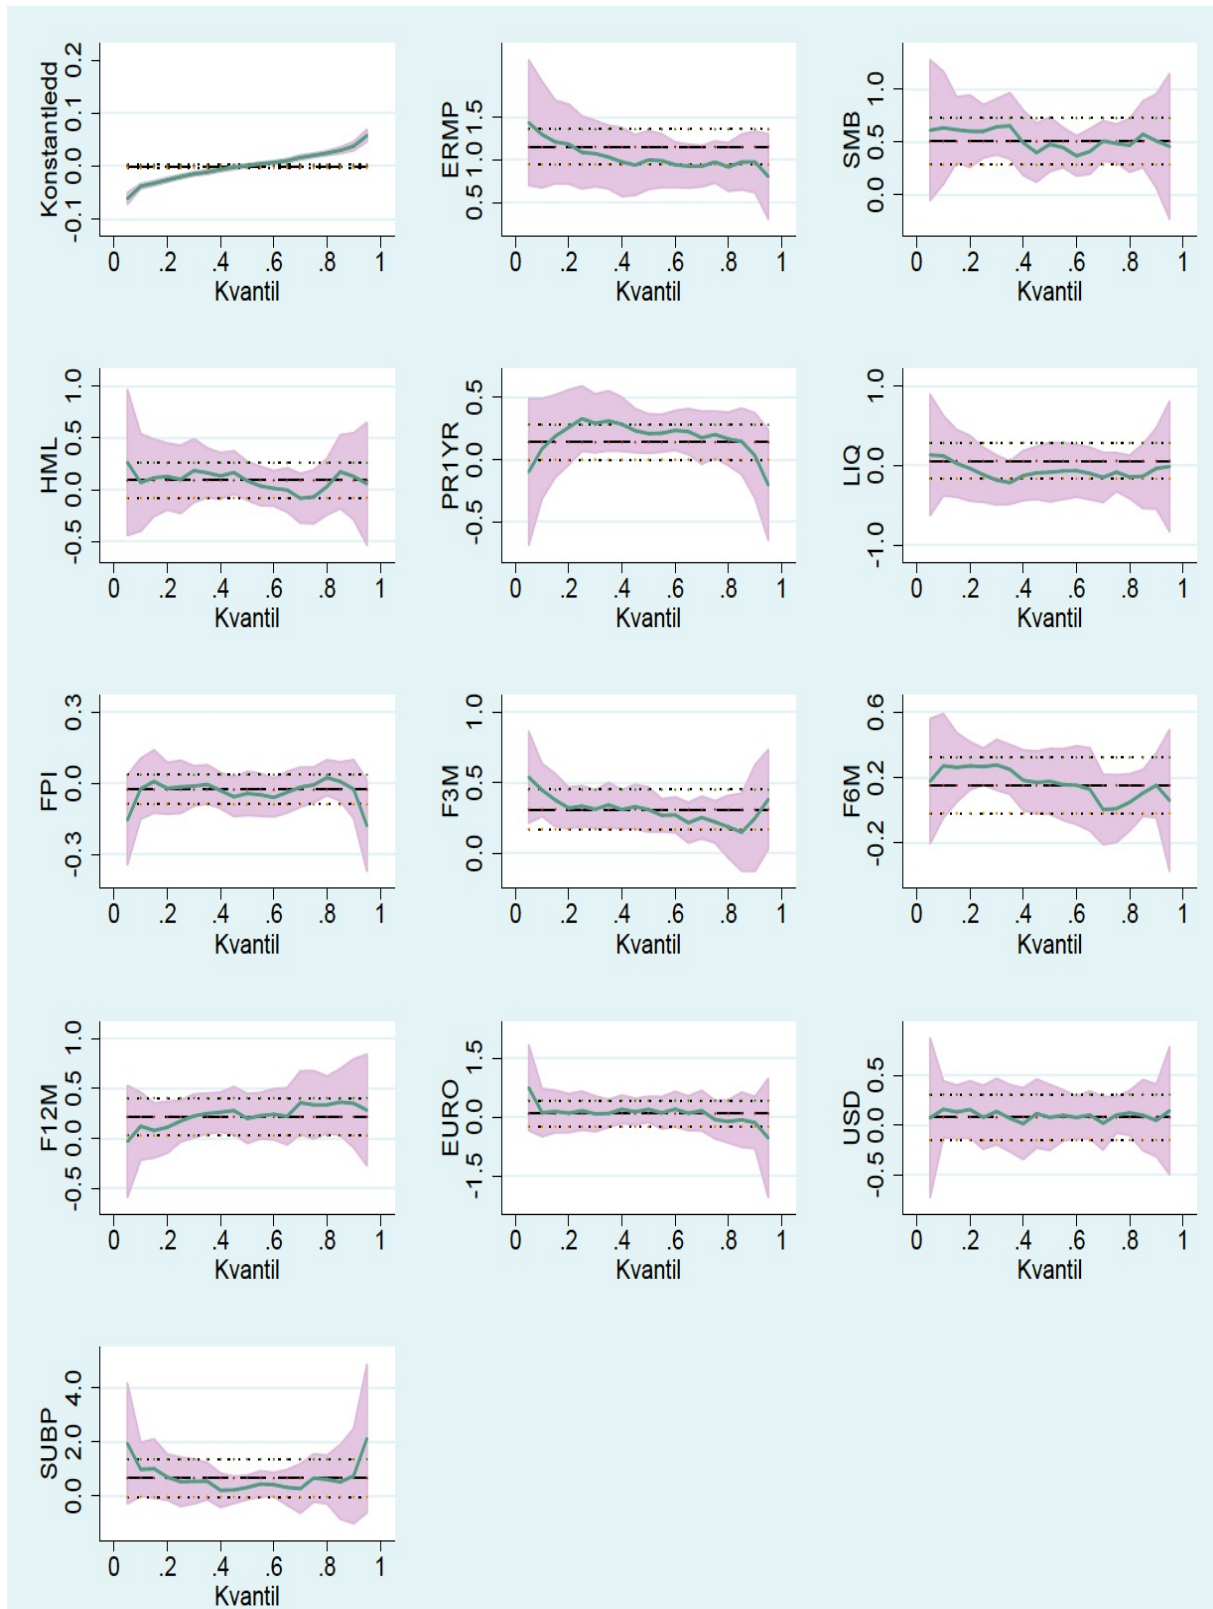 Konstantledd
0.2
0.1
0.0
-0.1
0 .2 .4 .6 .8 1
Kvantil
ERMP
1.5
1.0
0.5
0 .2 .4 .6 .8 1
Kvantil
SMB
1.0
0.5
0.0
0 .2 .4 .6 .8 1
Kvantil
HML
1.0
0.5
0.0
-0.5
0 .2 .4 .6 .8 1
Kvantil
PR1YR
0.5
0.0
-0.5
0 .2 .4 .6 .8 1
Kvantil
LIQ
1.0
0.0
-1.0
0 .2 .4 .6 .8 1
Kvantil
FPI
0.3
0.0
-0.3
0 .2 .4 .6 .8 1
Kvantil
F3M
1.0
0.5
0.0
0 .2 .4 .6 .8 1
Kvantil
F6M
0.6
0.2
-0.2
0 .2 .4 .6 .8 1
Kvantil
F12M
1.0
0.5
0.0
-0.5
0 .2 .4 .6 .8 1
Kvantil
EURO
1.5
0.0
-1.5
0 .2 .4 .6 .8 1
Kvantil
USD
0.5
0.0
-0.5
0 .2 .4 .6 .8 1
Kvantil
SUBP
4.0
2.0
0.0
0 .2 .4 .6 .8 1
Kvantil